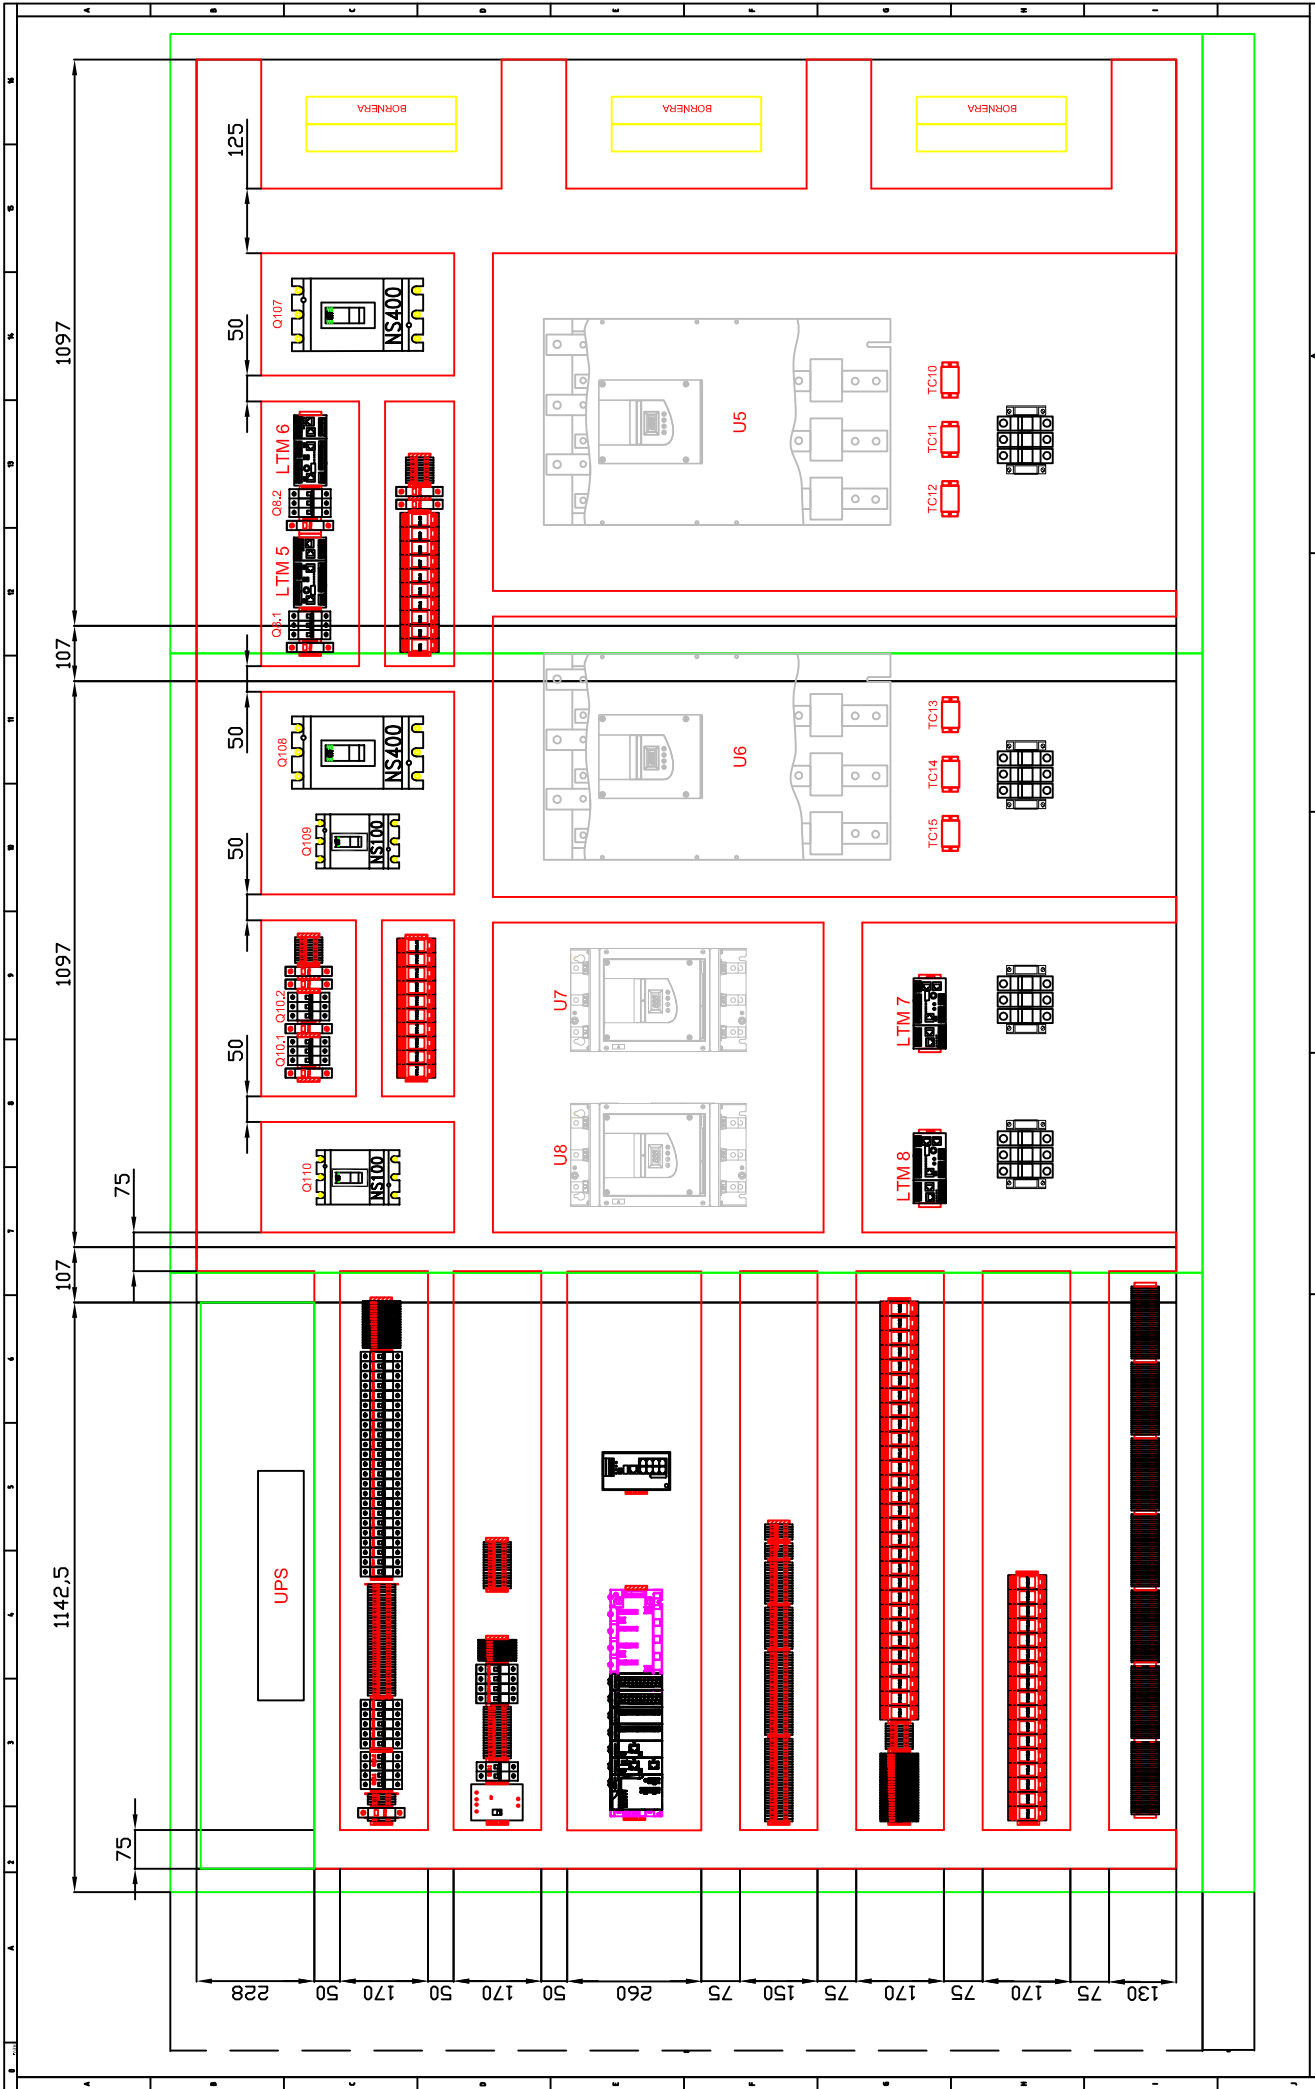 BORNERA
BORNERA
BORNERA
125
1097
50
Q107
NS400
U5
TC10
TC11
TC12
LTM 6
Q8.2
LTM 5
Q8.1
107
50
Q108
NS400
U6
TC13
TC14
TC15
1097
50
Q109
NS100
Q10.2
Q10.1
50
U7
LTM 7
Q110
NS100
U8
LTM 8
75
107
1142,5
UPS
75
228
50
170
50
170
50
260
75
150
75
170
75
170
75
130